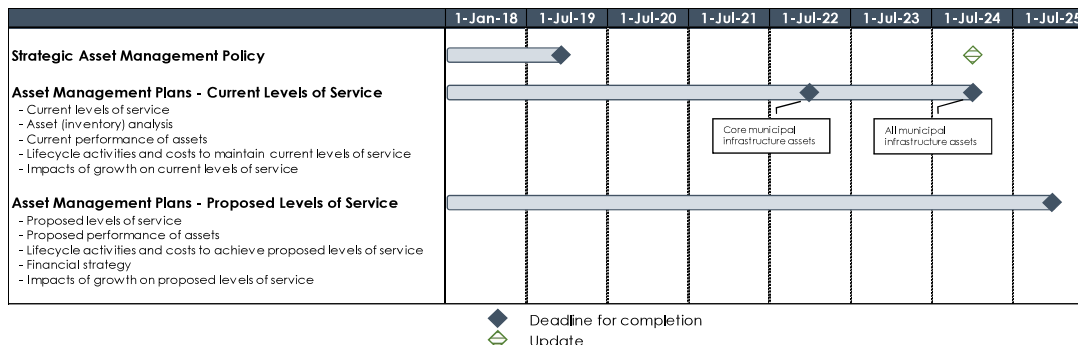 1-Jan-18 1-Jul-19 1-Jul-20 1-Jul-21 1-Jul-22 1-Jul-23 1-Jul-24 1-Jul-25
Strategic Asset Management Policy
Asset Management Plans - Current Levels of Service
- Current levels of service
- Asset (inventory) analysis
- Current performance of assets
- Lifecycle activities and costs to maintain current levels of service
- Impacts of growth on current levels of service
Core municipal
infrastructure assets
All municipal
infrastructure assets
Asset Management Plans - Proposed Levels of Service
- Proposed levels of service
- Proposed performance of assets
- Lifecycle activities and costs to achieve proposed levels of service
- Financial strategy
- Impacts of growth on proposed levels of service
Deadline for completion
Update